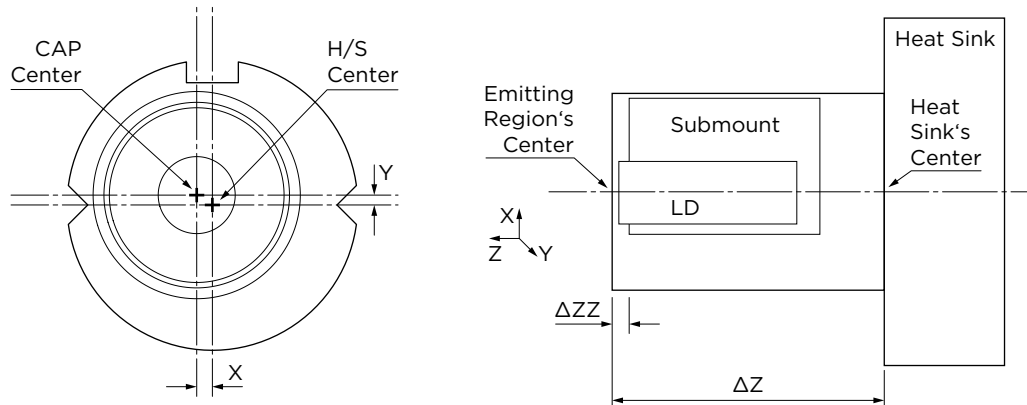 CAP
Center
H/S
Center
Y
X
Heat Sink
Emitting
Region‘s
Center
Submount
Heat
Sink‘s
Center
LD
X
Z
Y
ΔZZ
ΔZ